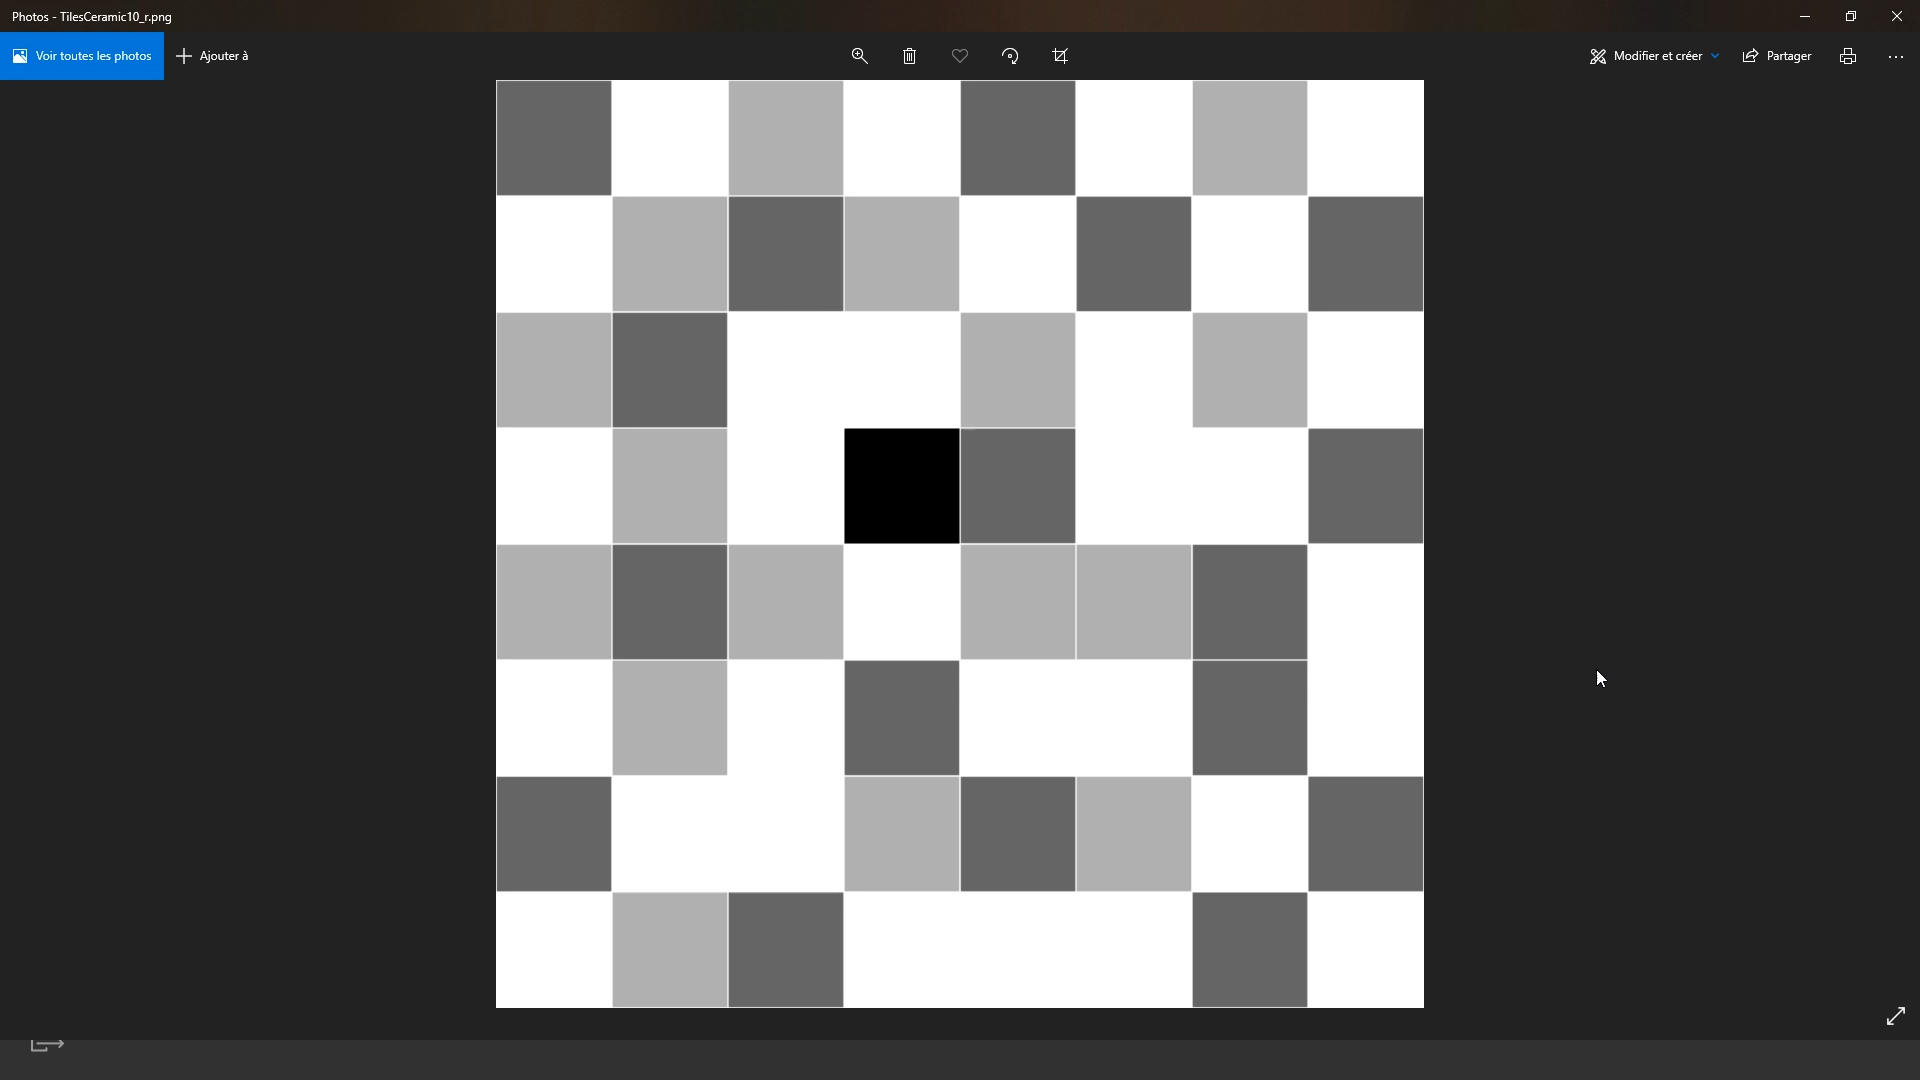 Photos - TilesCeramic10_r.png
Voir toutes les photos
Ajouter à
Modifier et créer
Partager